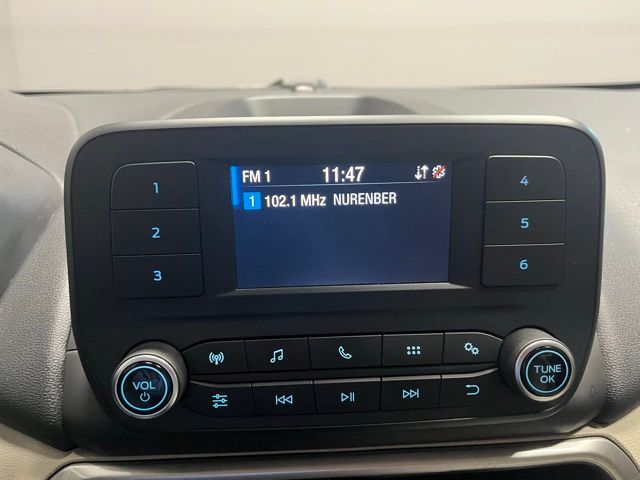 FM 1 11:47
1 102.1 MHz NURENBER
1
2
3
4
5
6
VOL
TUNE
OK